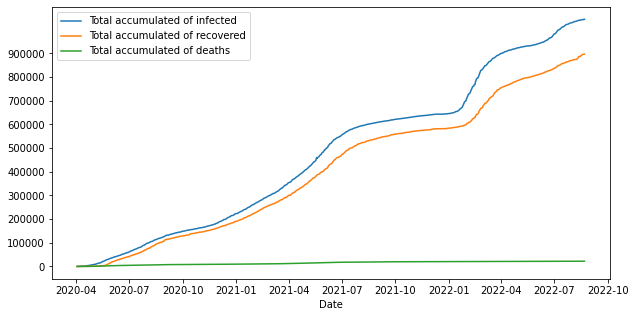 Total accumulated of infected
Total accumulated of recovered
Total accumulated of deaths
900000
800000
700000
600000
500000
400000
300000
200000
100000
0
2020-04 2020-07 2020-10 2021-01 2021-04 2021-07 2021-10 2022-01 2022-04 2022-07 2022-10
Date